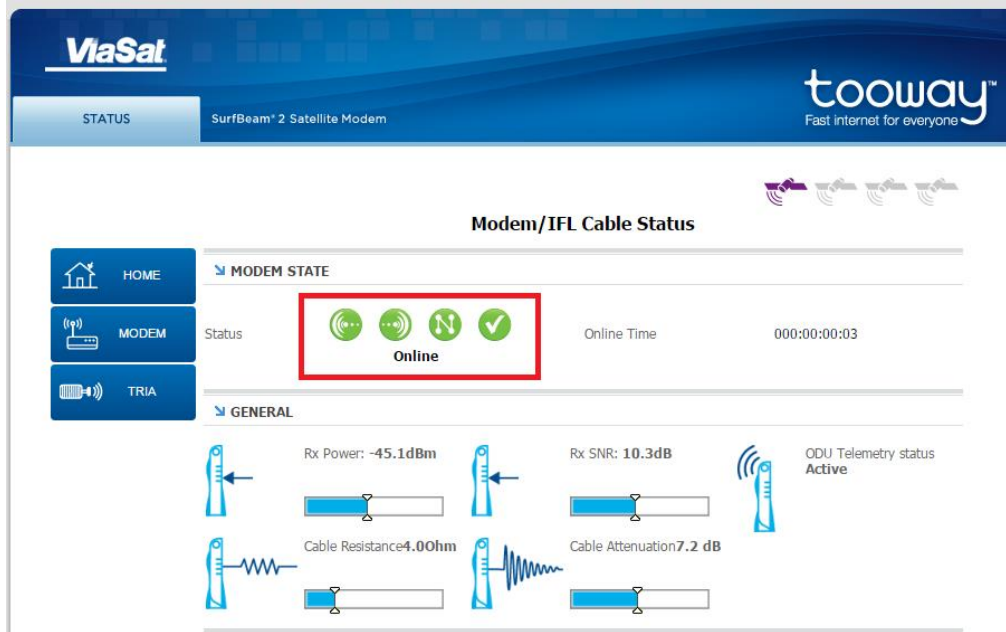 ViaSat
tooway™
Fast internet for everyone
STATUS
SurfBeam® 2 Satellite Modem
Modem/IFL Cable Status
HOME
MODEM
TRIA
MODEM STATE
Status
Online
Online Time
000:00:00:03
GENERAL
Rx Power: -45.1dBm
Rx SNR: 10.3dB
ODU Telemetry status
Active
Cable Resistance4.0Ohm
Cable Attenuation7.2 dB